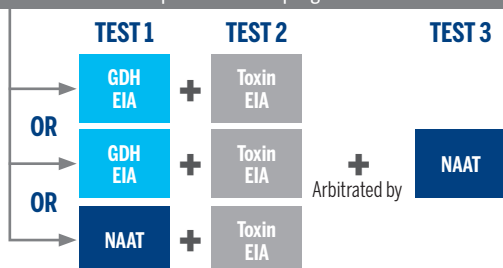 TEST 1 TEST 2 TEST 3
GDH EIA + Toxin EIA
OR
GDH EIA + Toxin EIA + Arbitrated by NAAT
OR
NAAT + Toxin EIA